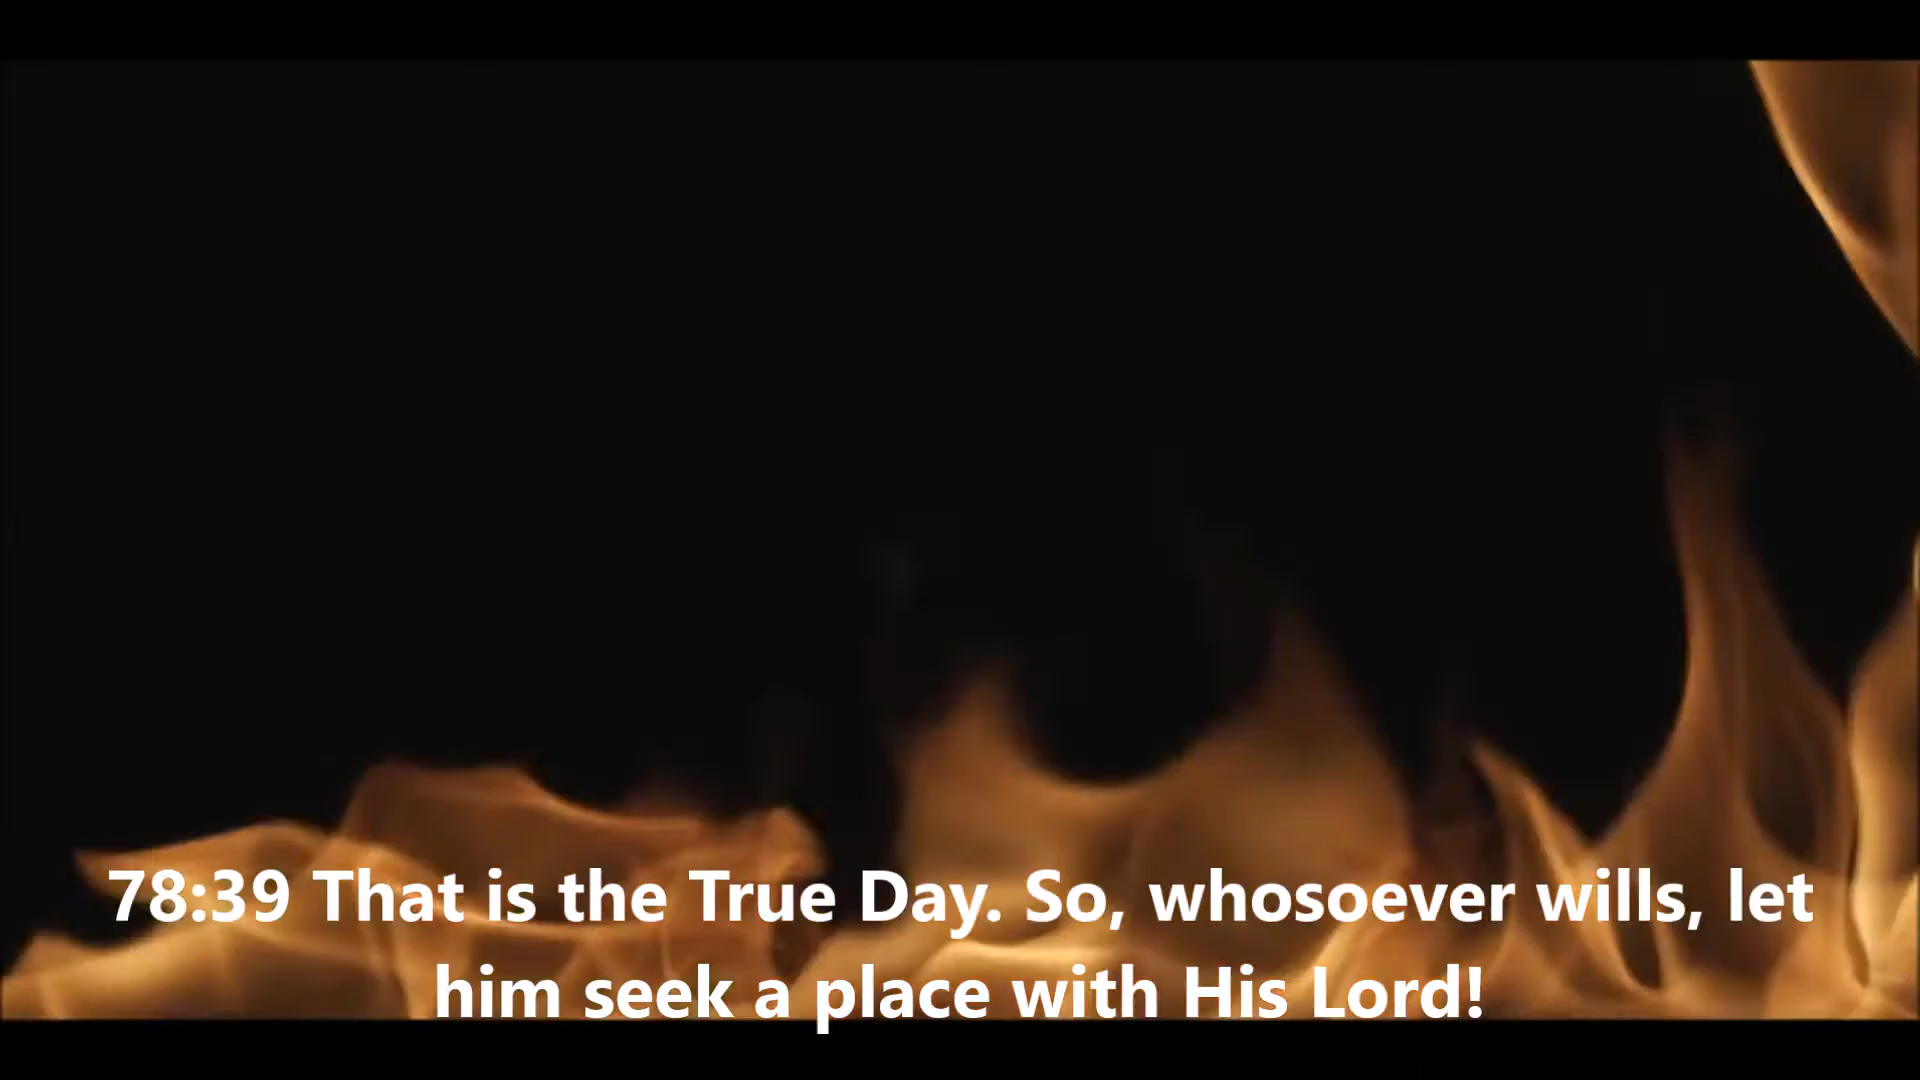 78:39 That is the True Day. So, whosoever wills, let
him seek a place with His Lord!